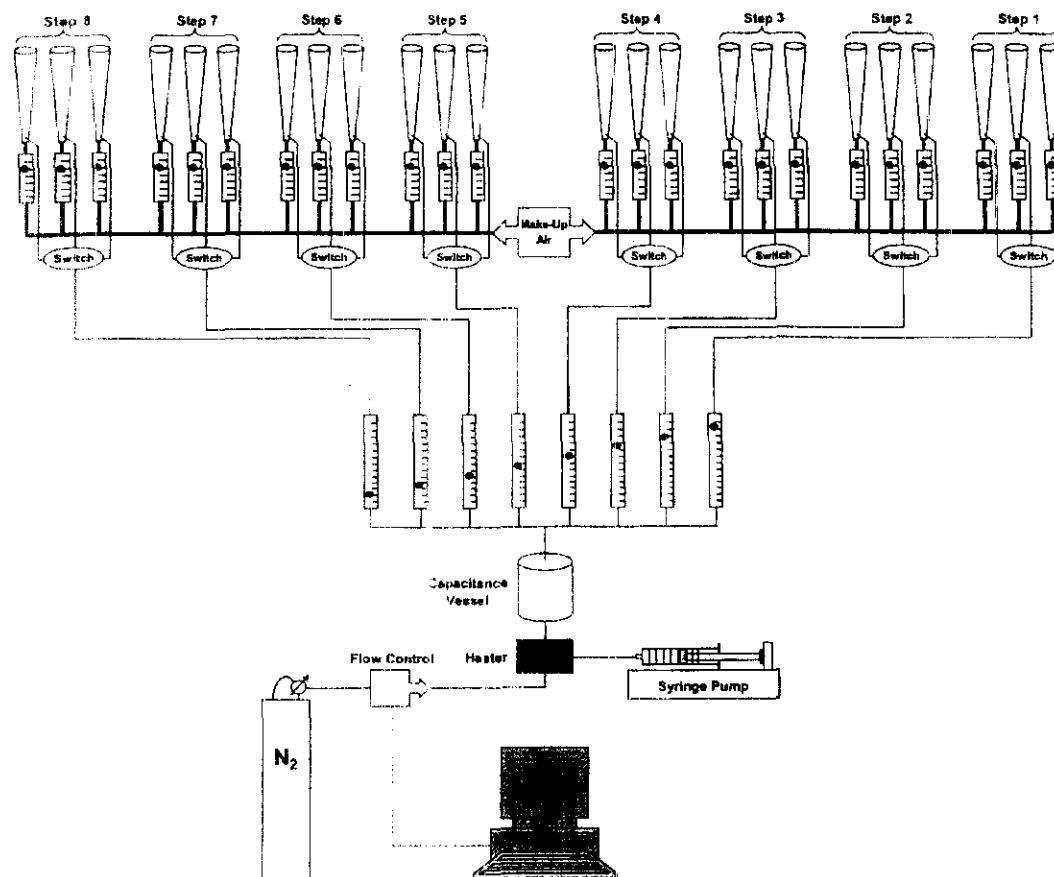 Step 8 Step 7 Step 6 Step 5 Step 4 Step 3 Step 2 Step 1
Make-Up
Air
Switch Switch Switch Switch Switch Switch Switch Switch
Capacitance
Vessel
Flow Control Heater
Syringe Pump
N₂